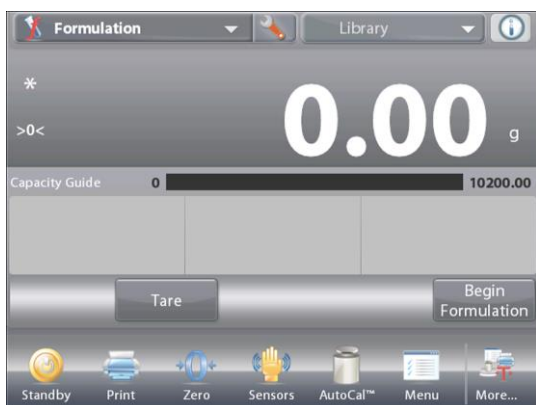 Formulation
Library
*
>0<
0.00 g
Capacity Guide 0 10200.00
Tare
Begin
Formulation
Standby Print Zero Sensors AutoCal™ Menu More...